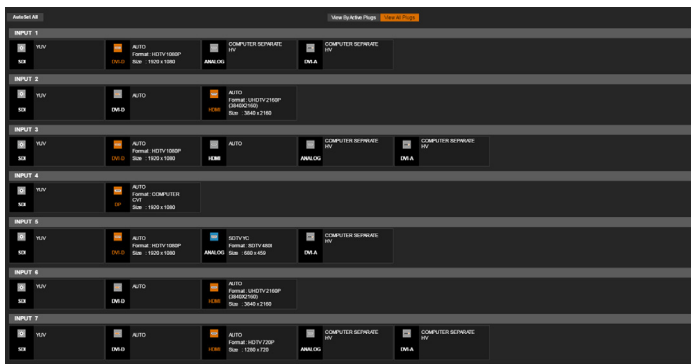 AutoSet All
View By Active Plugs
View All Plugs
INPUT 1
SDI
YUV
DVI-D
AUTO
Format : HDTV 1080P
Size : 1920 x 1080
ANALOG
COMPUTER SEPARATE
HV
DVI-A
COMPUTER SEPARATE
HV
INPUT 2
SDI
YUV
DVI-D
AUTO
HDMI
AUTO
Format : UHDTV 2160P
(3840X2160)
Size : 3840 x 2160
INPUT 3
SDI
YUV
DVI-D
AUTO
Format : HDTV 1080P
Size : 1920 x 1080
HDMI
AUTO
ANALOG
COMPUTER SEPARATE
HV
DVI-A
COMPUTER SEPARATE
HV
INPUT 4
SDI
YUV
DP
AUTO
Format : COMPUTER
CVT
Size : 1920 x 1080
INPUT 5
SDI
YUV
DVI-D
AUTO
Format : HDTV 1080P
Size : 1920 x 1080
ANALOG
SDTV YC
Format : SDTV 480I
Size : 660 x 459
DVI-A
COMPUTER SEPARATE
HV
INPUT 6
SDI
YUV
DVI-D
AUTO
HDMI
AUTO
Format : UHDTV 2160P
(3840X2160)
Size : 3840 x 2160
INPUT 7
SDI
YUV
DVI-D
AUTO
HDMI
AUTO
Format : HDTV 720P
Size : 1280 x 720
ANALOG
COMPUTER SEPARATE
HV
DVI-A
COMPUTER SEPARATE
HV